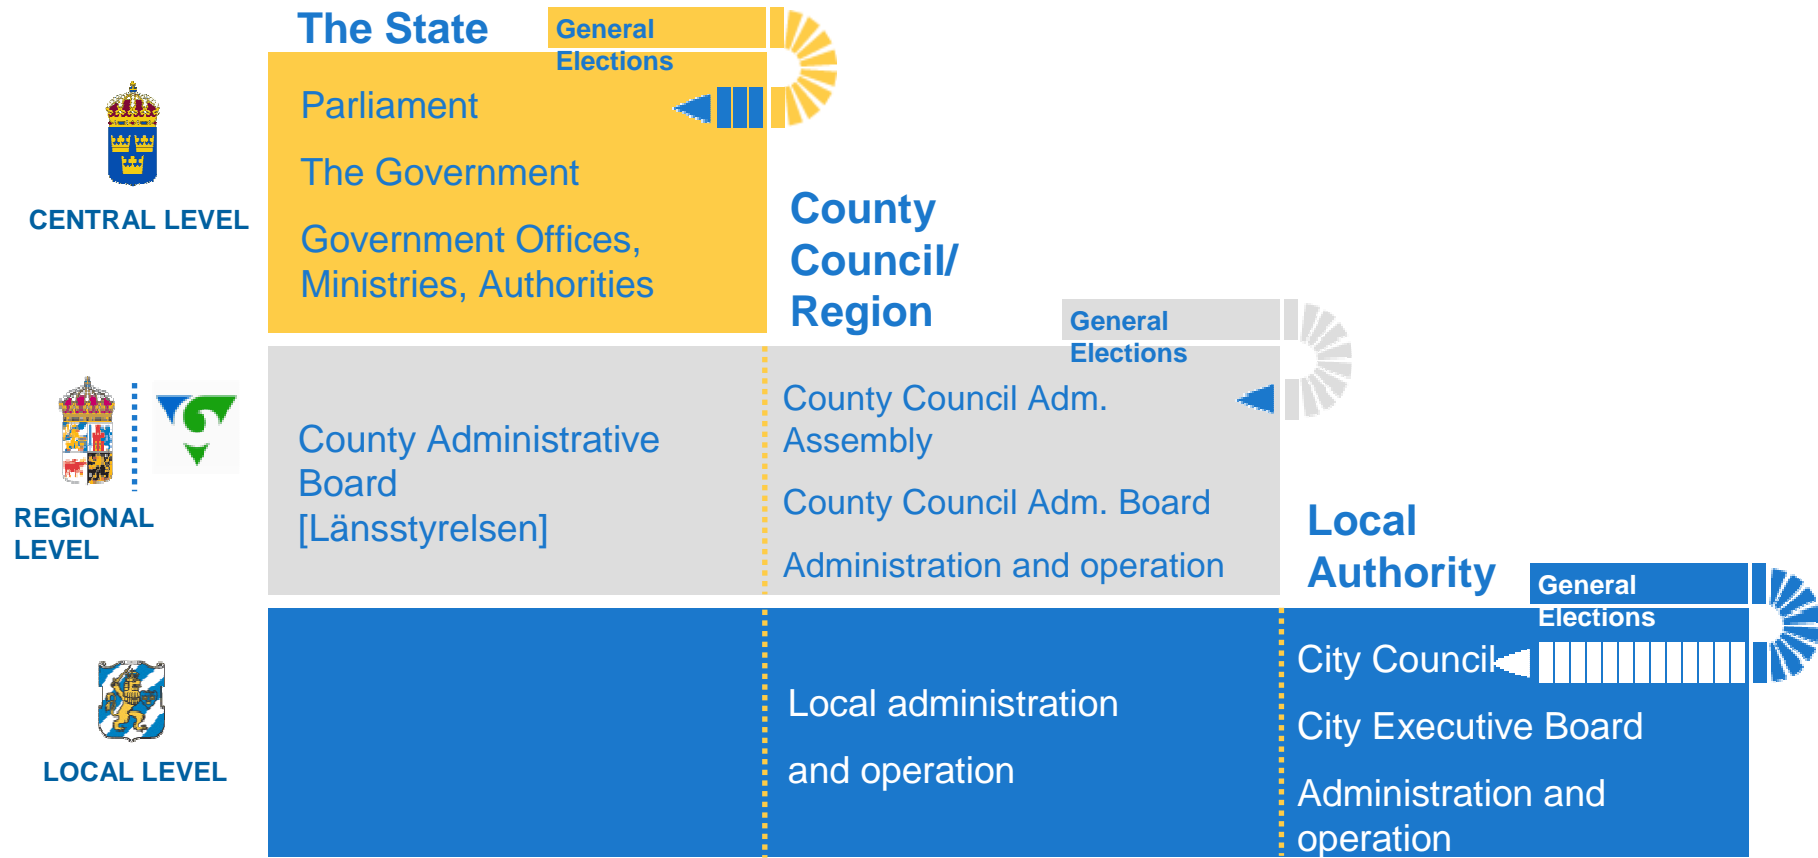 The State
General
Elections
Parliament
The Government
Government Offices,
Ministries, Authorities
CENTRAL LEVEL
County
Council/
Region
General
Elections
County Administrative
Board
[Länsstyrelsen]
County Council Adm.
Assembly
County Council Adm. Board
Administration and operation
REGIONAL
LEVEL
Local
Authority
General
Elections
Local administration
and operation
City Council
City Executive Board
Administration and
operation
LOCAL LEVEL